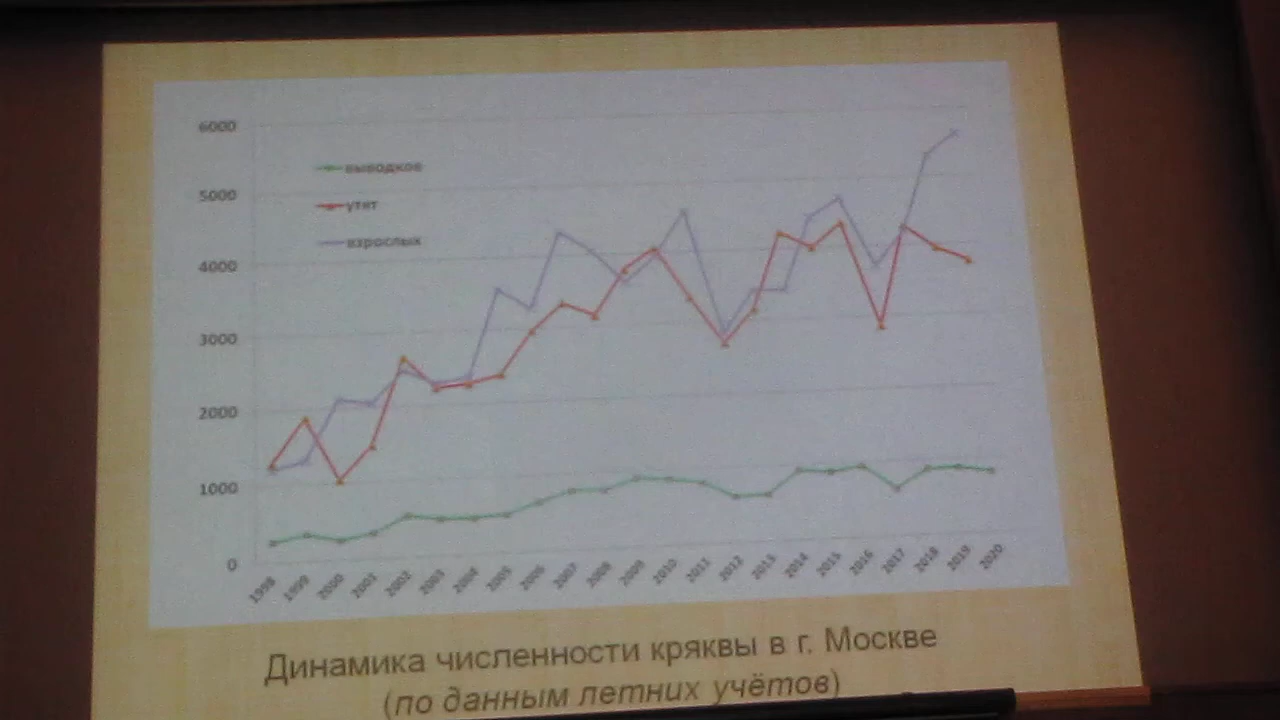 6000
5000
4000
3000
2000
1000
0
выводков
утят
взрослых
1998 1999 2000 2001 2002 2003 2004 2005 2006 2007 2008 2009 2010 2011 2012 2013 2014 2015 2016 2017 2018 2019 2020
Динамика численности кряквы в г. Москве
(по данным летних учётов)